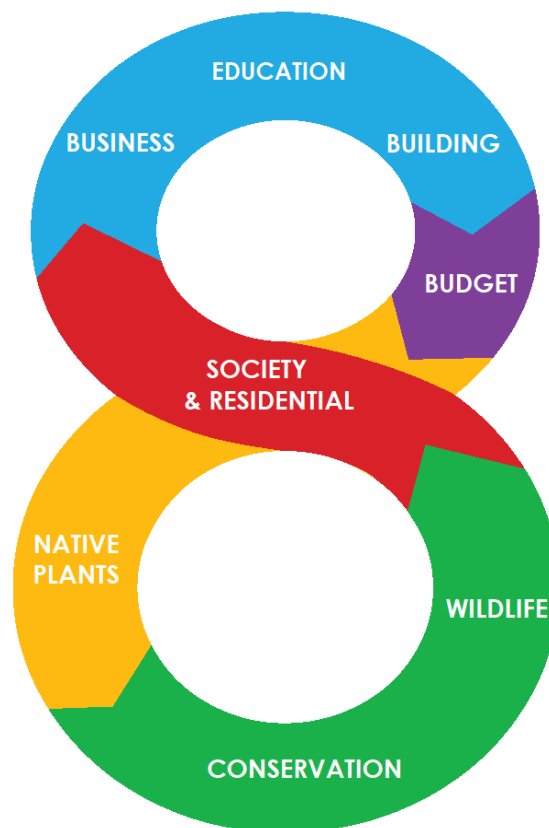 EDUCATION
BUSINESS
BUILDING
BUDGET
SOCIETY
& RESIDENTIAL
NATIVE
PLANTS
WILDLIFE
CONSERVATION